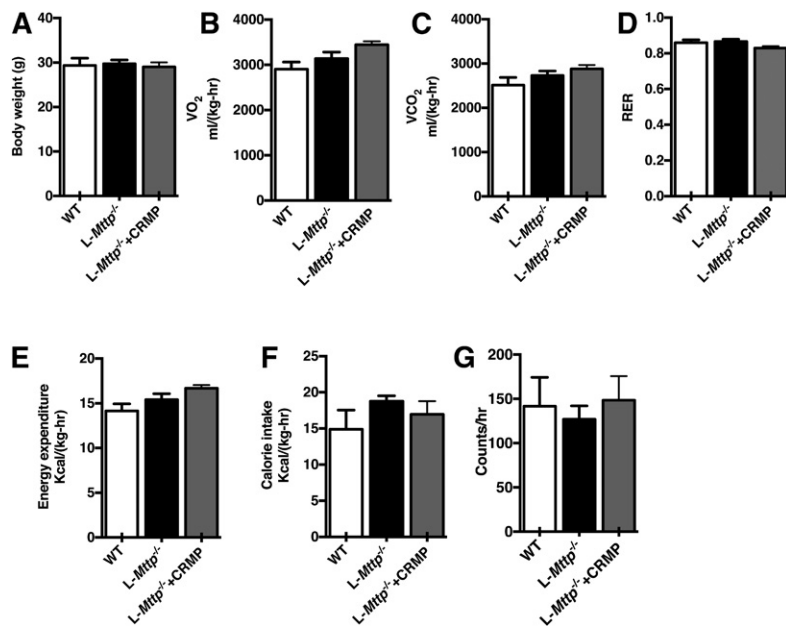 A
Body weight (g)
40
30
20
10
0
WT
L-Mttp-/-
L-Mttp-/-+CRMP
B
VO2
ml/(kg-hr)
4000
3000
2000
1000
0
WT
L-Mttp-/-
L-Mttp-/-+CRMP
C
VCO2
ml/(kg-hr)
4000
3000
2000
1000
0
WT
L-Mttp-/-
L-Mttp-/-+CRMP
D
RER
1.0
0.8
0.6
0.4
0.2
0.0
WT
L-Mttp-/-
L-Mttp-/-+CRMP
E
Energy expenditure
Kcal/(kg-hr)
20
15
10
5
0
WT
L-Mttp-/-
L-Mttp-/-+CRMP
F
Calorie intake
Kcal/(kg-hr)
25
20
15
10
5
0
WT
L-Mttp-/-
L-Mttp-/-+CRMP
G
Counts/hr
200
150
100
50
0
WT
L-Mttp-/-
L-Mttp-/-+CRMP